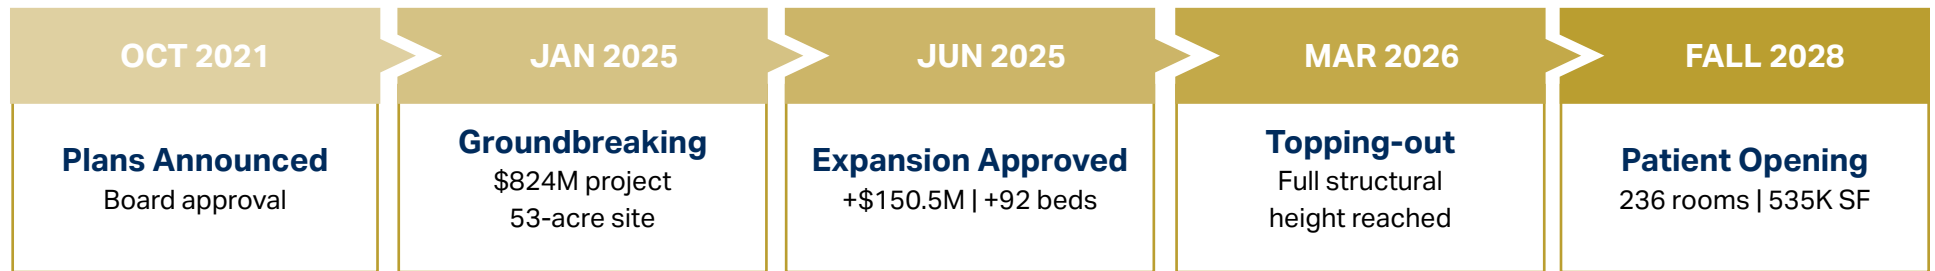 OCT 2021
Plans Announced
Board approval
JAN 2025
Groundbreaking
$824M project
53-acre site
JUN 2025
Expansion Approved
+$150.5M | +92 beds
MAR 2026
Topping-out
Full structural
height reached
FALL 2028
Patient Opening
236 rooms | 535K SF